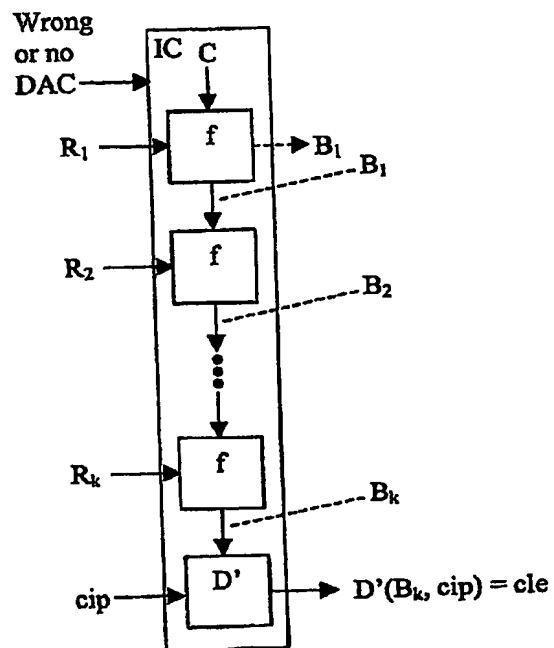 Wrong
or no
DAC
IC C
R₁
f
B₁
B₁
R₂
f
B₂
Rₖ
f
Bₖ
cip
D'
D'(Bₖ, cip) = cle